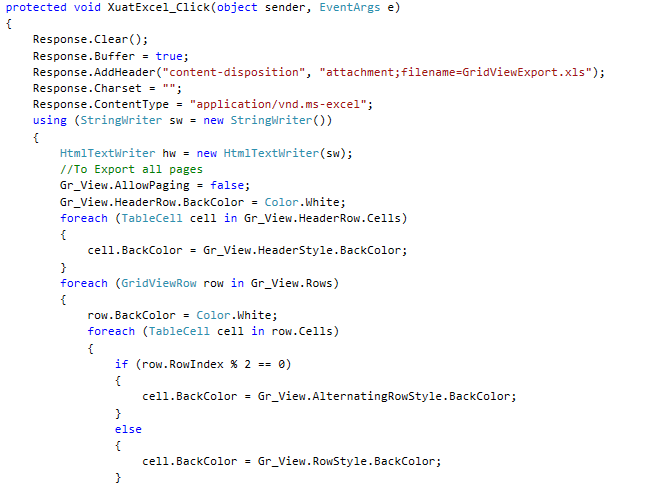 protected void XuatExcel_Click(object sender, EventArgs e)
{
Response.Clear();
Response.Buffer = true;
Response.AddHeader("content-disposition", "attachment;filename=GridViewExport.xls");
Response.Charset = "";
Response.ContentType = "application/vnd.ms-excel";
using (StringWriter sw = new StringWriter())
{
HtmlTextWriter hw = new HtmlTextWriter(sw);
//To Export all pages
Gr_View.AllowPaging = false;
Gr_View.HeaderRow.BackColor = Color.White;
foreach (TableCell cell in Gr_View.HeaderRow.Cells)
{
cell.BackColor = Gr_View.HeaderStyle.BackColor;
}
foreach (GridViewRow row in Gr_View.Rows)
{
row.BackColor = Color.White;
foreach (TableCell cell in row.Cells)
{
if (row.RowIndex % 2 == 0)
{
cell.BackColor = Gr_View.AlternatingRowStyle.BackColor;
}
else
{
cell.BackColor = Gr_View.RowStyle.BackColor;
}